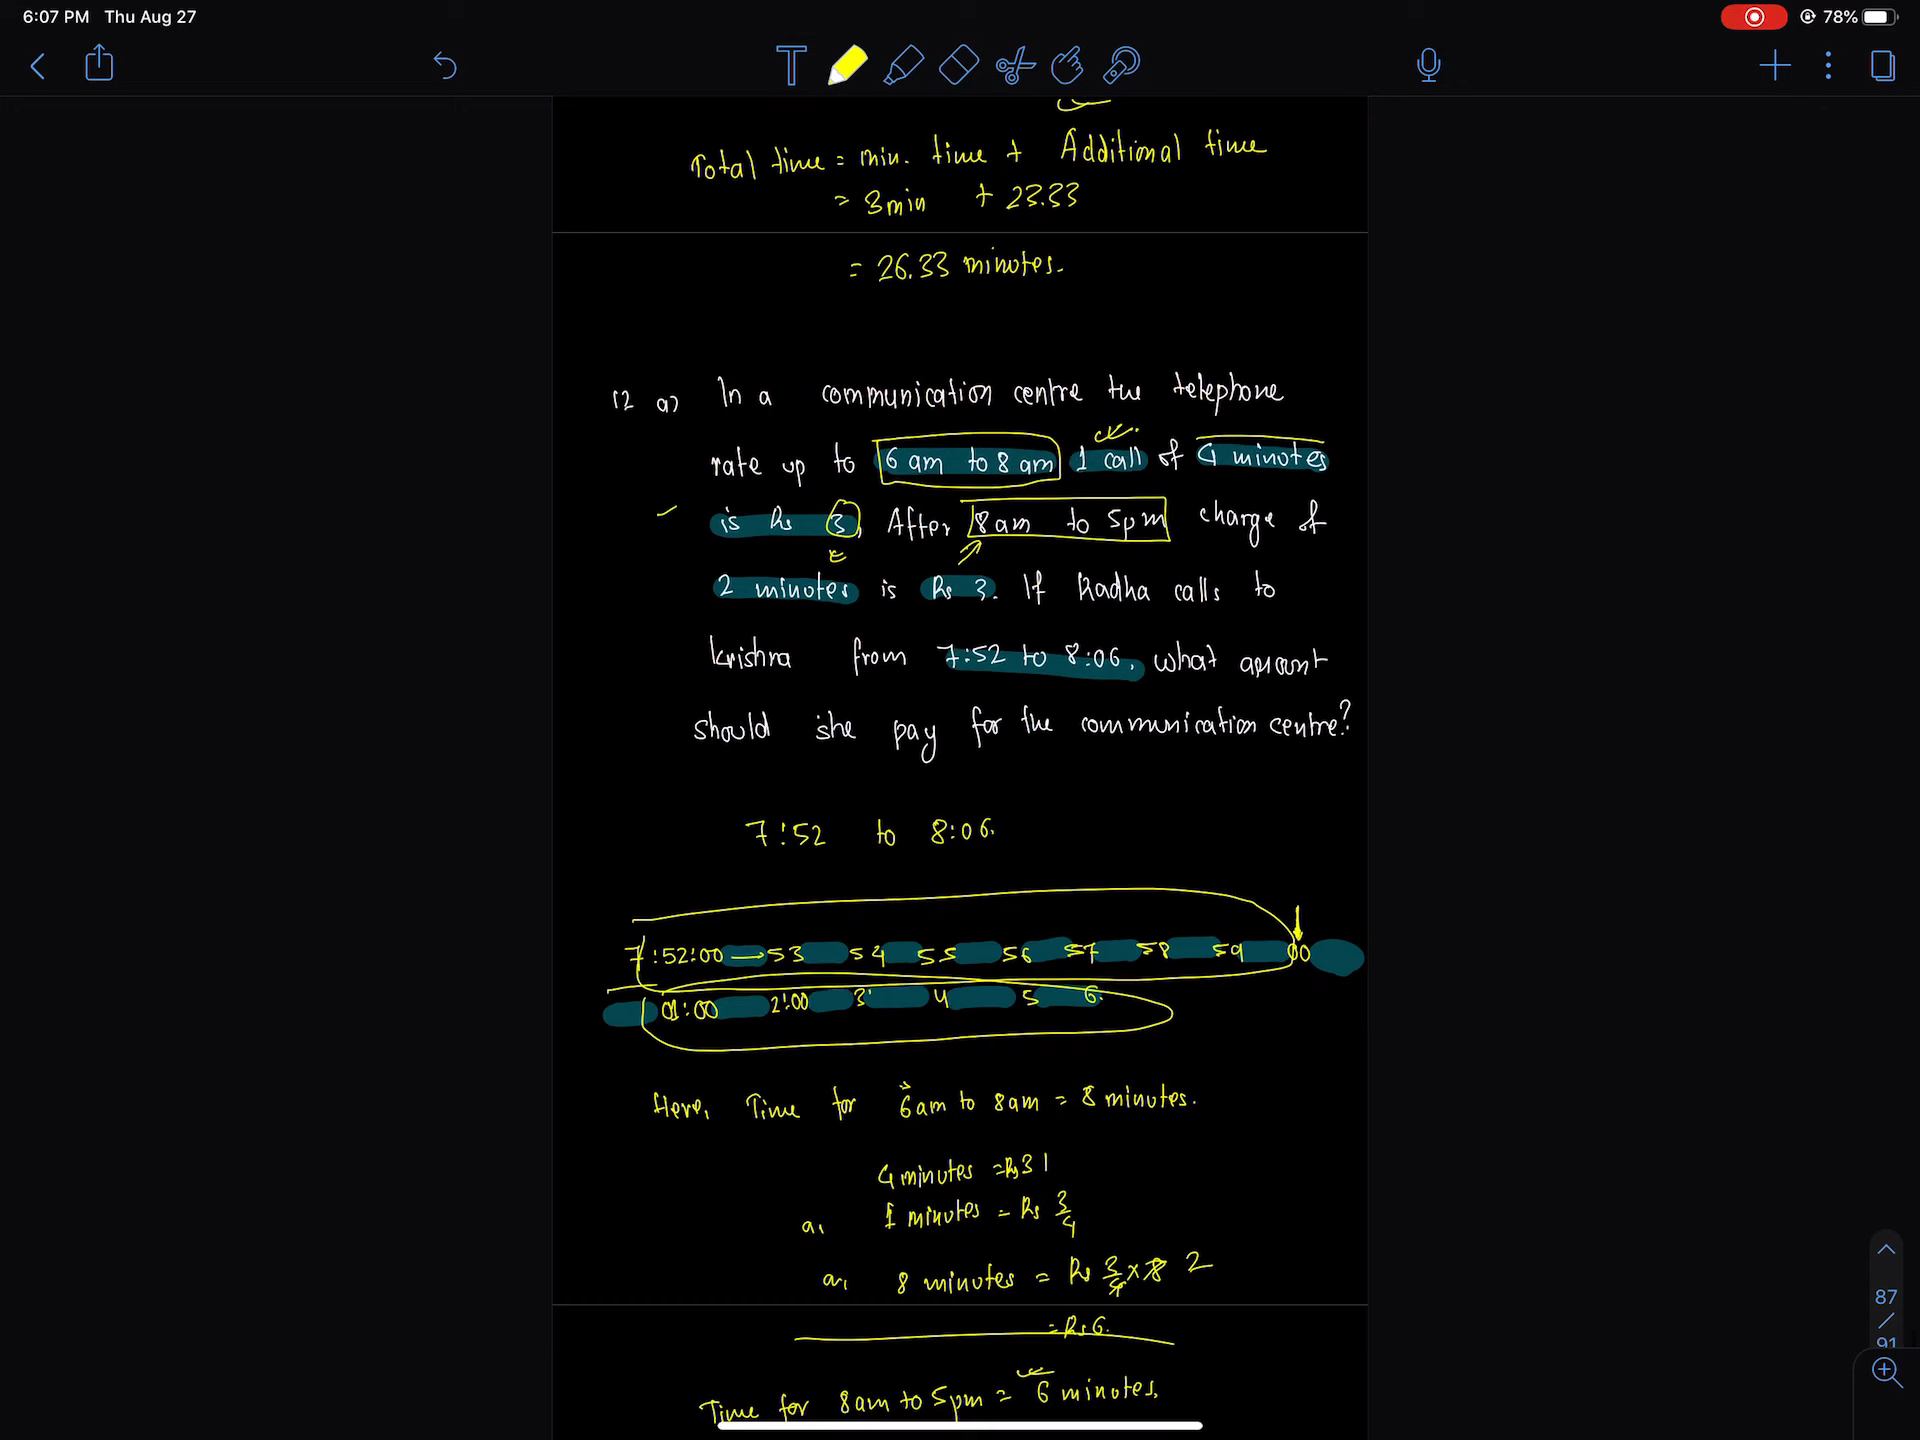 6:07 PM Thu Aug 27
78%
Total time = min. time + Additional time
= 3min + 23.33
= 26.33 minutes.
12 a) In a communication centre the telephone
rate up to 6 am to 8 am 1 call of 4 minutes
is Rs 3. After 8am to 5pm charge of
2 minutes is Rs 3. If Radha calls to
krishna from 7:52 to 8:06. what amount
should she pay for the communication centre?
7:52 to 8:06.
7:52:00 → 53 54 55 56 57 58 59 00
01:00 2:00 3 4 5 6.
Here, Time for 6am to 8am = 8 minutes.
4 minutes = Rs 3
1 minutes = Rs 3/4
8 minutes = Rs 3/4 × 8 2
= Rs 6.
Time for 8am to 5pm = 6 minutes.
87
/
91